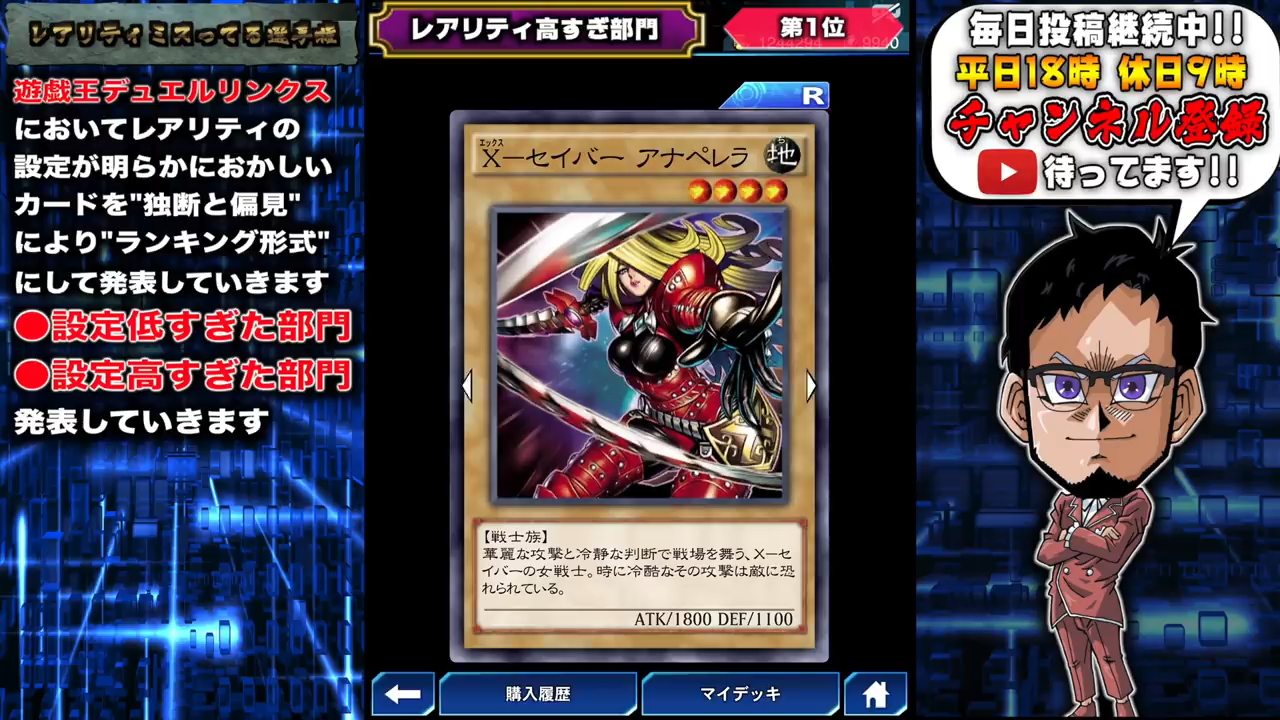 レアリティミスってる選手権
遊戯王デュエルリンクス
においてレアリティの
設定が明らかにおかしい
カードを"独断と偏見"
により"ランキング形式"
にして発表していきます
●設定低すぎた部門
●設定高すぎた部門
発表していきます
レアリティ高すぎ部門
第1位
R
エックス
X－セイバー アナペレラ
地
【戦士族】
華麗な攻撃と冷静な判断で戦場を舞う、X－セ
イバーの女戦士。時に冷酷なその攻撃は敵に恐
れられている。
ATK/1800 DEF/1100
購入履歴
マイデッキ
毎日投稿継続中!!
平日18時 休日9時
チャンネル登録
待ってます!!